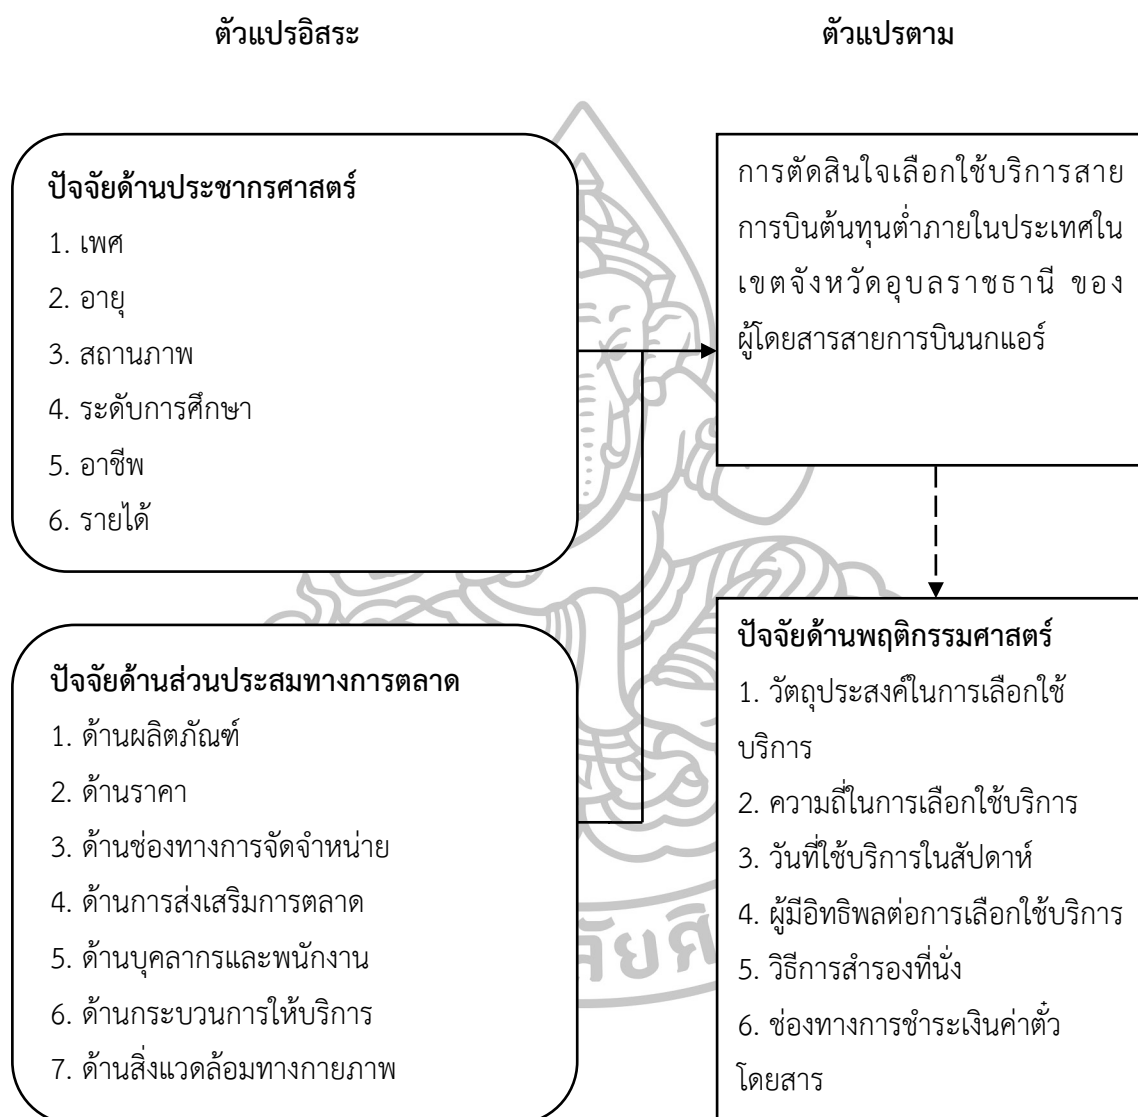 ตัวแปรอิสระ
ตัวแปรตาม
ปัจจัยด้านประชากรศาสตร์
1. เพศ
2. อายุ
3. สถานภาพ
4. ระดับการศึกษา
5. อาชีพ
6. รายได้
ปัจจัยด้านส่วนประสมทางการตลาด
1. ด้านผลิตภัณฑ์
2. ด้านราคา
3. ด้านช่องทางการจัดจำหน่าย
4. ด้านการส่งเสริมการตลาด
5. ด้านบุคลากรและพนักงาน
6. ด้านกระบวนการให้บริการ
7. ด้านสิ่งแวดล้อมทางกายภาพ
การตัดสินใจเลือกใช้บริการสาย
การบินต้นทุนต่ำภายในประเทศใน
เขตจังหวัดอุบลราชธานี ของ
ผู้โดยสารสายการบินนกแอร์
ปัจจัยด้านพฤติกรรมศาสตร์
1. วัตถุประสงค์ในการเลือกใช้
บริการ
2. ความถี่ในการเลือกใช้บริการ
3. วันที่ใช้บริการในสัปดาห์
4. ผู้มีอิทธิพลต่อการเลือกใช้บริการ
5. วิธีการสำรองที่นั่ง
6. ช่องทางการชำระเงินค่าตั๋ว
โดยสาร